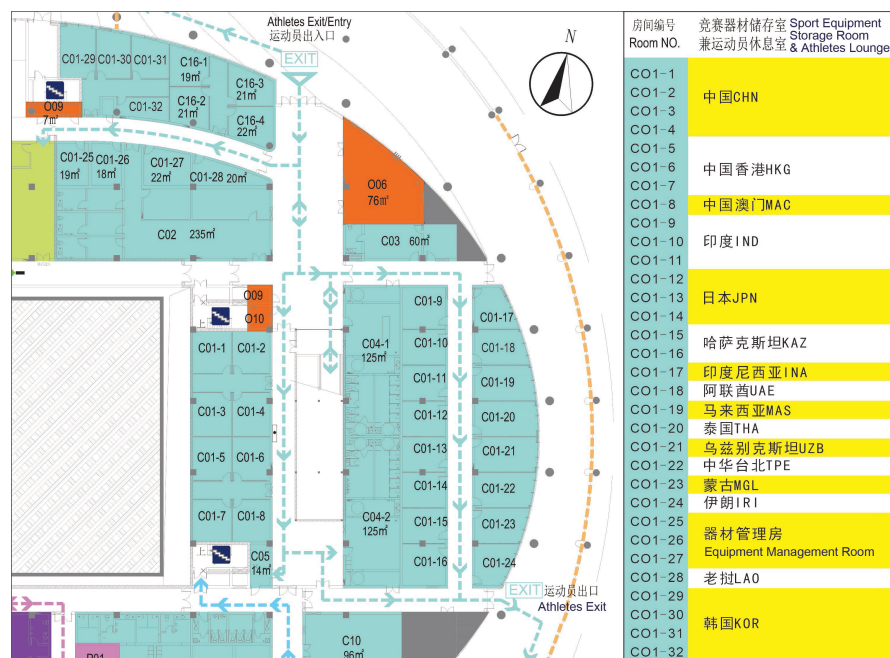 Athletes Exit/Entry
运动员出入口
EXIT
N
C01-29
C01-30
C01-31
C16-1
19㎡
C16-3
21㎡
C01-32
C16-2
21㎡
C16-4
22㎡
O09
7㎡
C01-25
19㎡
C01-26
18㎡
C01-27
22㎡
C01-28 20㎡
O06
76㎡
C02 235㎡
C03 60㎡
O09
O10
上
C01-1
C01-2
C01-3
C01-4
C01-5
C01-6
C01-7
C01-8
上
C05
14㎡
C04-1
125㎡
C04-2
125㎡
C01-9
C01-10
C01-11
C01-12
C01-13
C01-14
C01-15
C01-16
C01-17
C01-18
C01-19
C01-20
C01-21
C01-22
C01-23
C01-24
EXIT 运动员出口
Athletes Exit
C10
96㎡
R01
房间编号
Room NO.
竞赛器材储存室 Sport Equipment
Storage Room
兼运动员休息室 & Athletes Lounge
CO1-1
CO1-2
CO1-3
CO1-4
中国CHN
CO1-5
CO1-6
CO1-7
中国香港HKG
CO1-8
中国澳门MAC
CO1-9
CO1-10
CO1-11
印度IND
CO1-12
CO1-13
CO1-14
日本JPN
CO1-15
CO1-16
哈萨克斯坦KAZ
CO1-17
印度尼西亚INA
CO1-18
阿联酋UAE
CO1-19
马来西亚MAS
CO1-20
泰国THA
CO1-21
乌兹别克斯坦UZB
CO1-22
中华台北TPE
CO1-23
蒙古MGL
CO1-24
伊朗IRI
CO1-25
CO1-26
CO1-27
器材管理房
Equipment Management Room
CO1-28
老挝LAO
CO1-29
CO1-30
CO1-31
CO1-32
韩国KOR